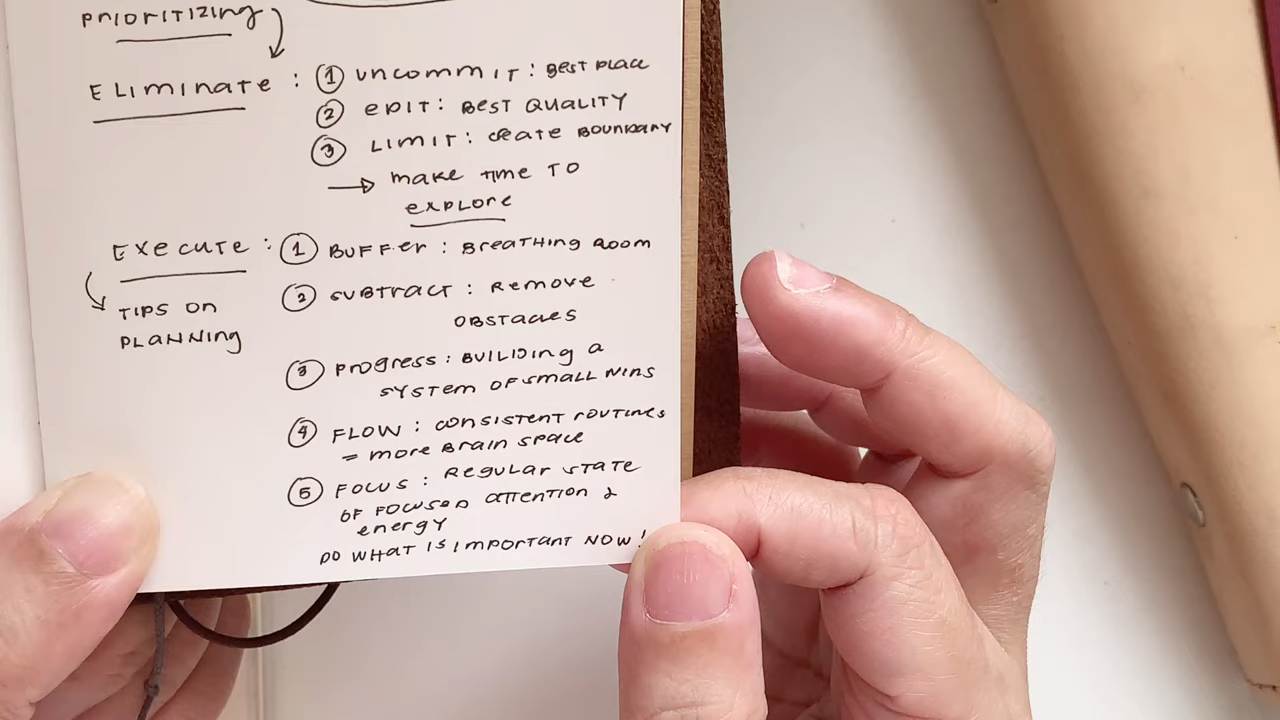 PRIORITIZING
ELIMINATE : ① UNCOMMIT : BEST PLACE
② EDIT : BEST QUALITY
③ LIMIT : CREATE BOUNDARY
→ MAKE TIME TO
EXPLORE
EXECUTE : ① BUFFER : BREATHING ROOM
② SUBTRACT : REMOVE
OBSTACLES
TIPS ON
PLANNING
③ PROGRESS : BUILDING A
SYSTEM OF SMALL WINS
④ FLOW : CONSISTENT ROUTINES
= MORE BRAIN SPACE
⑤ FOCUS : REGULAR STATE
OF FOCUSED ATTENTION &
ENERGY
DO WHAT IS IMPORTANT NOW!